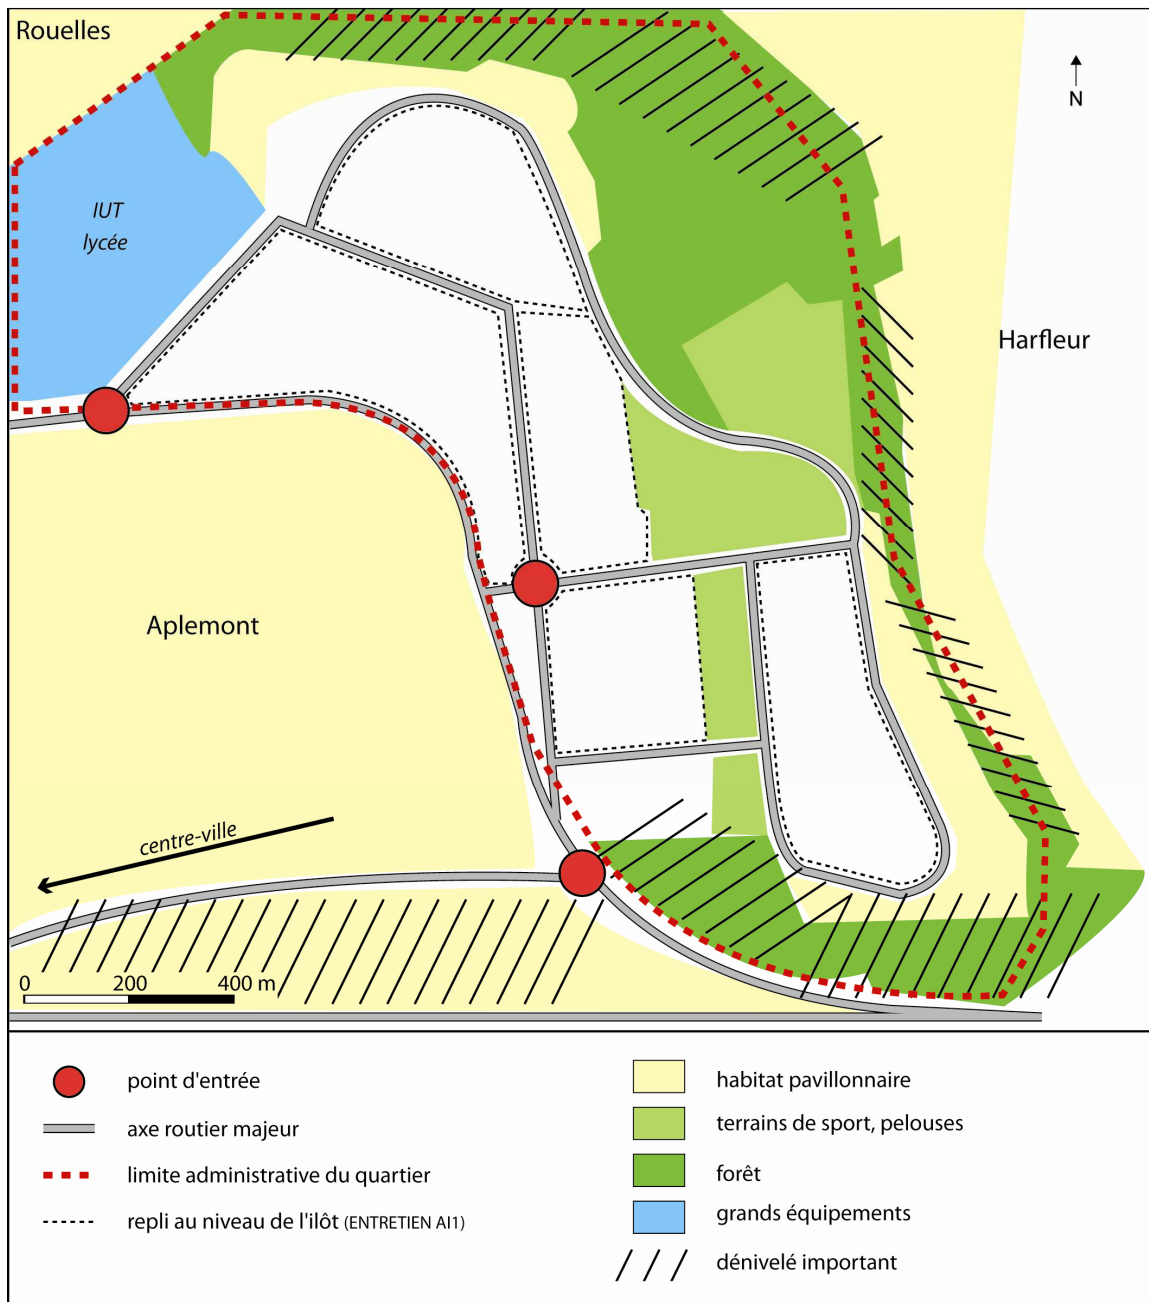 Rouelles
N
IUT
lycée
Harfleur
Aplemont
centre-ville
0 200 400 m
point d'entrée
axe routier majeur
limite administrative du quartier
repli au niveau de l'ilôt (ENTRETIEN AI1)
habitat pavillonnaire
terrains de sport, pelouses
forêt
grands équipements
dénivelé important